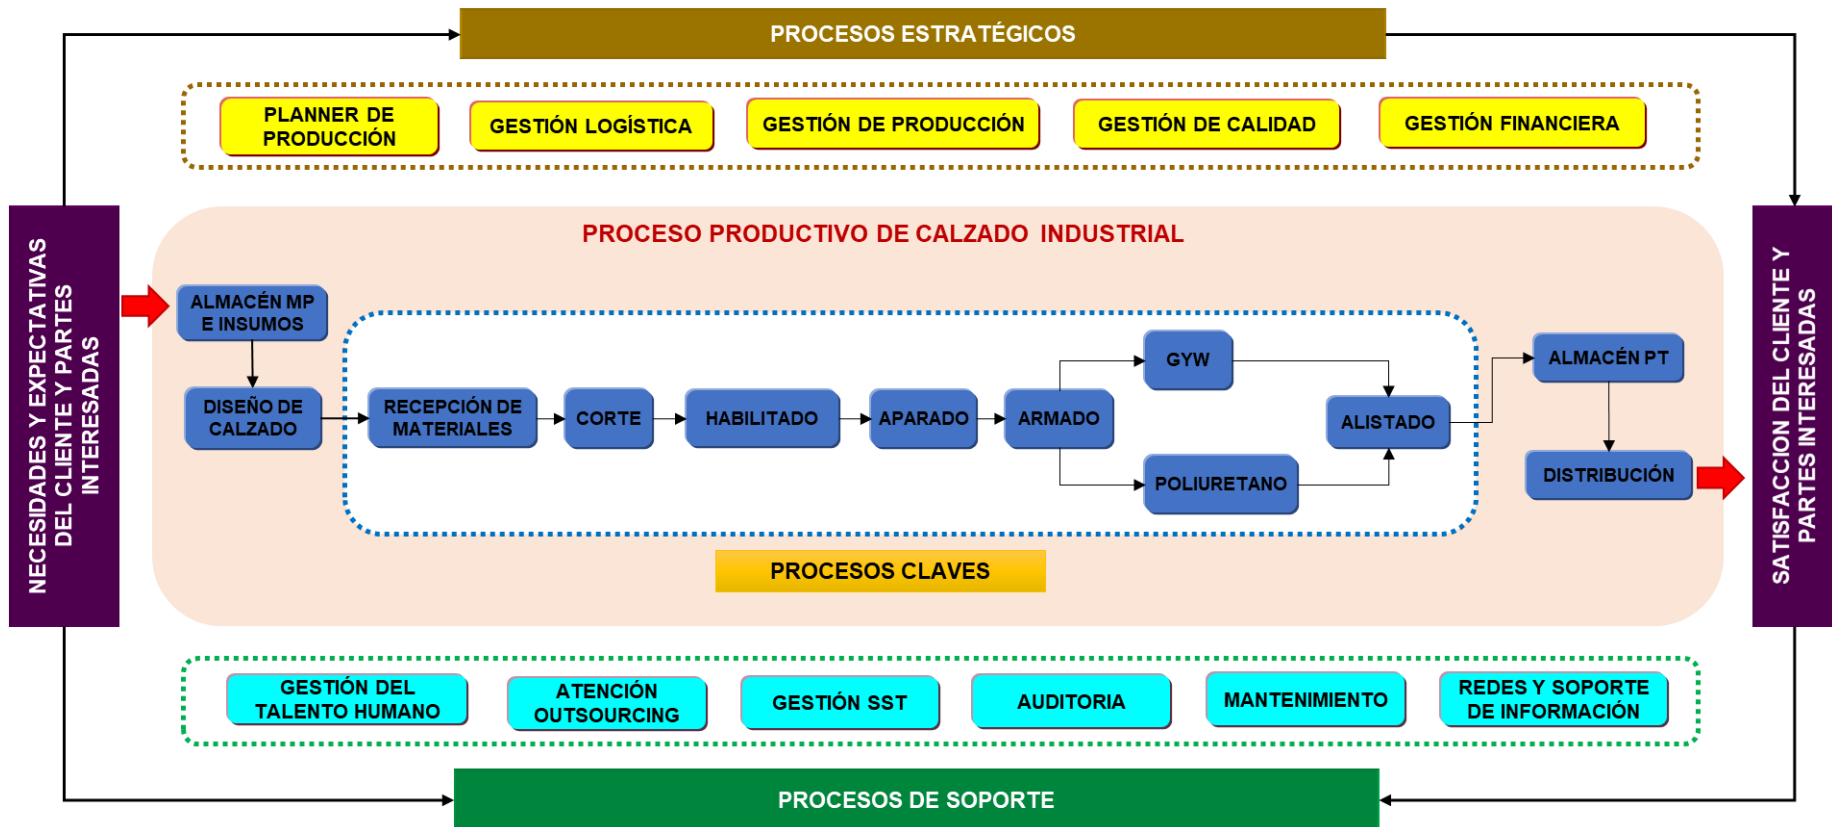 PROCESOS ESTRATÉGICOS
PLANNER DE
PRODUCCIÓN
GESTIÓN LOGÍSTICA
GESTIÓN DE PRODUCCIÓN
GESTIÓN DE CALIDAD
GESTIÓN FINANCIERA
NECESIDADES Y EXPECTATIVAS
DEL CLIENTE Y PARTES
INTERESADAS
PROCESO PRODUCTIVO DE CALZADO INDUSTRIAL
ALMACÉN MP
E INSUMOS
DISEÑO DE
CALZADO
RECEPCIÓN DE
MATERIALES
CORTE
HABILITADO
APARADO
ARMADO
GYW
POLIURETANO
ALISTADO
ALMACÉN PT
DISTRIBUCIÓN
PROCESOS CLAVES
SATISFACCION DEL CLIENTE Y
PARTES INTERESADAS
GESTIÓN DEL
TALENTO HUMANO
ATENCIÓN
OUTSOURCING
GESTIÓN SST
AUDITORIA
MANTENIMIENTO
REDES Y SOPORTE
DE INFORMACIÓN
PROCESOS DE SOPORTE